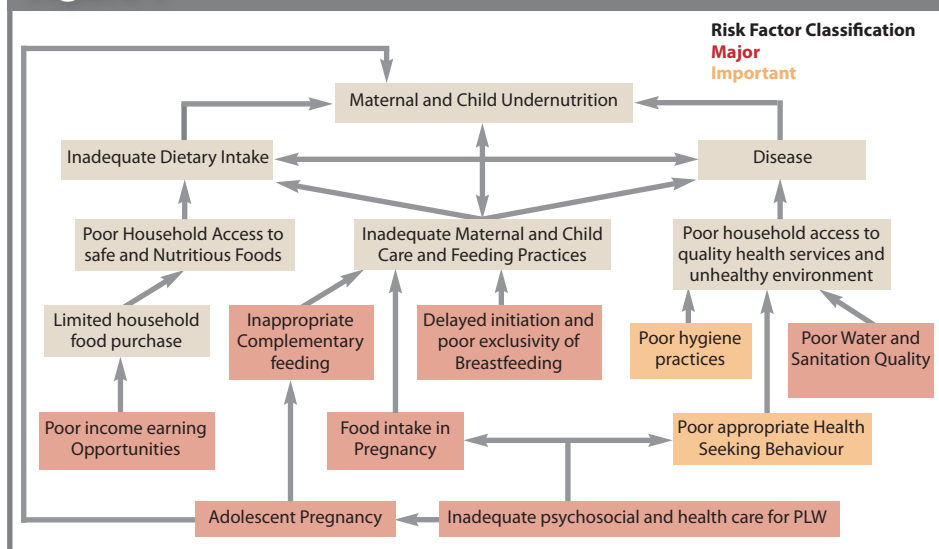 Risk Factor Classification
Major
Important
Maternal and Child Undernutrition
Inadequate Dietary Intake
Disease
Poor Household Access to
safe and Nutritious Foods
Inadequate Maternal and Child
Care and Feeding Practices
Poor household access to
quality health services and
unhealthy environment
Limited household
food purchase
Inappropriate
Complementary
feeding
Delayed initiation and
poor exclusivity of
Breastfeeding
Poor hygiene
practices
Poor Water and
Sanitation Quality
Poor income earning
Opportunities
Food intake in
Pregnancy
Poor appropriate Health
Seeking Behaviour
Adolescent Pregnancy
Inadequate psychosocial and health care for PLW